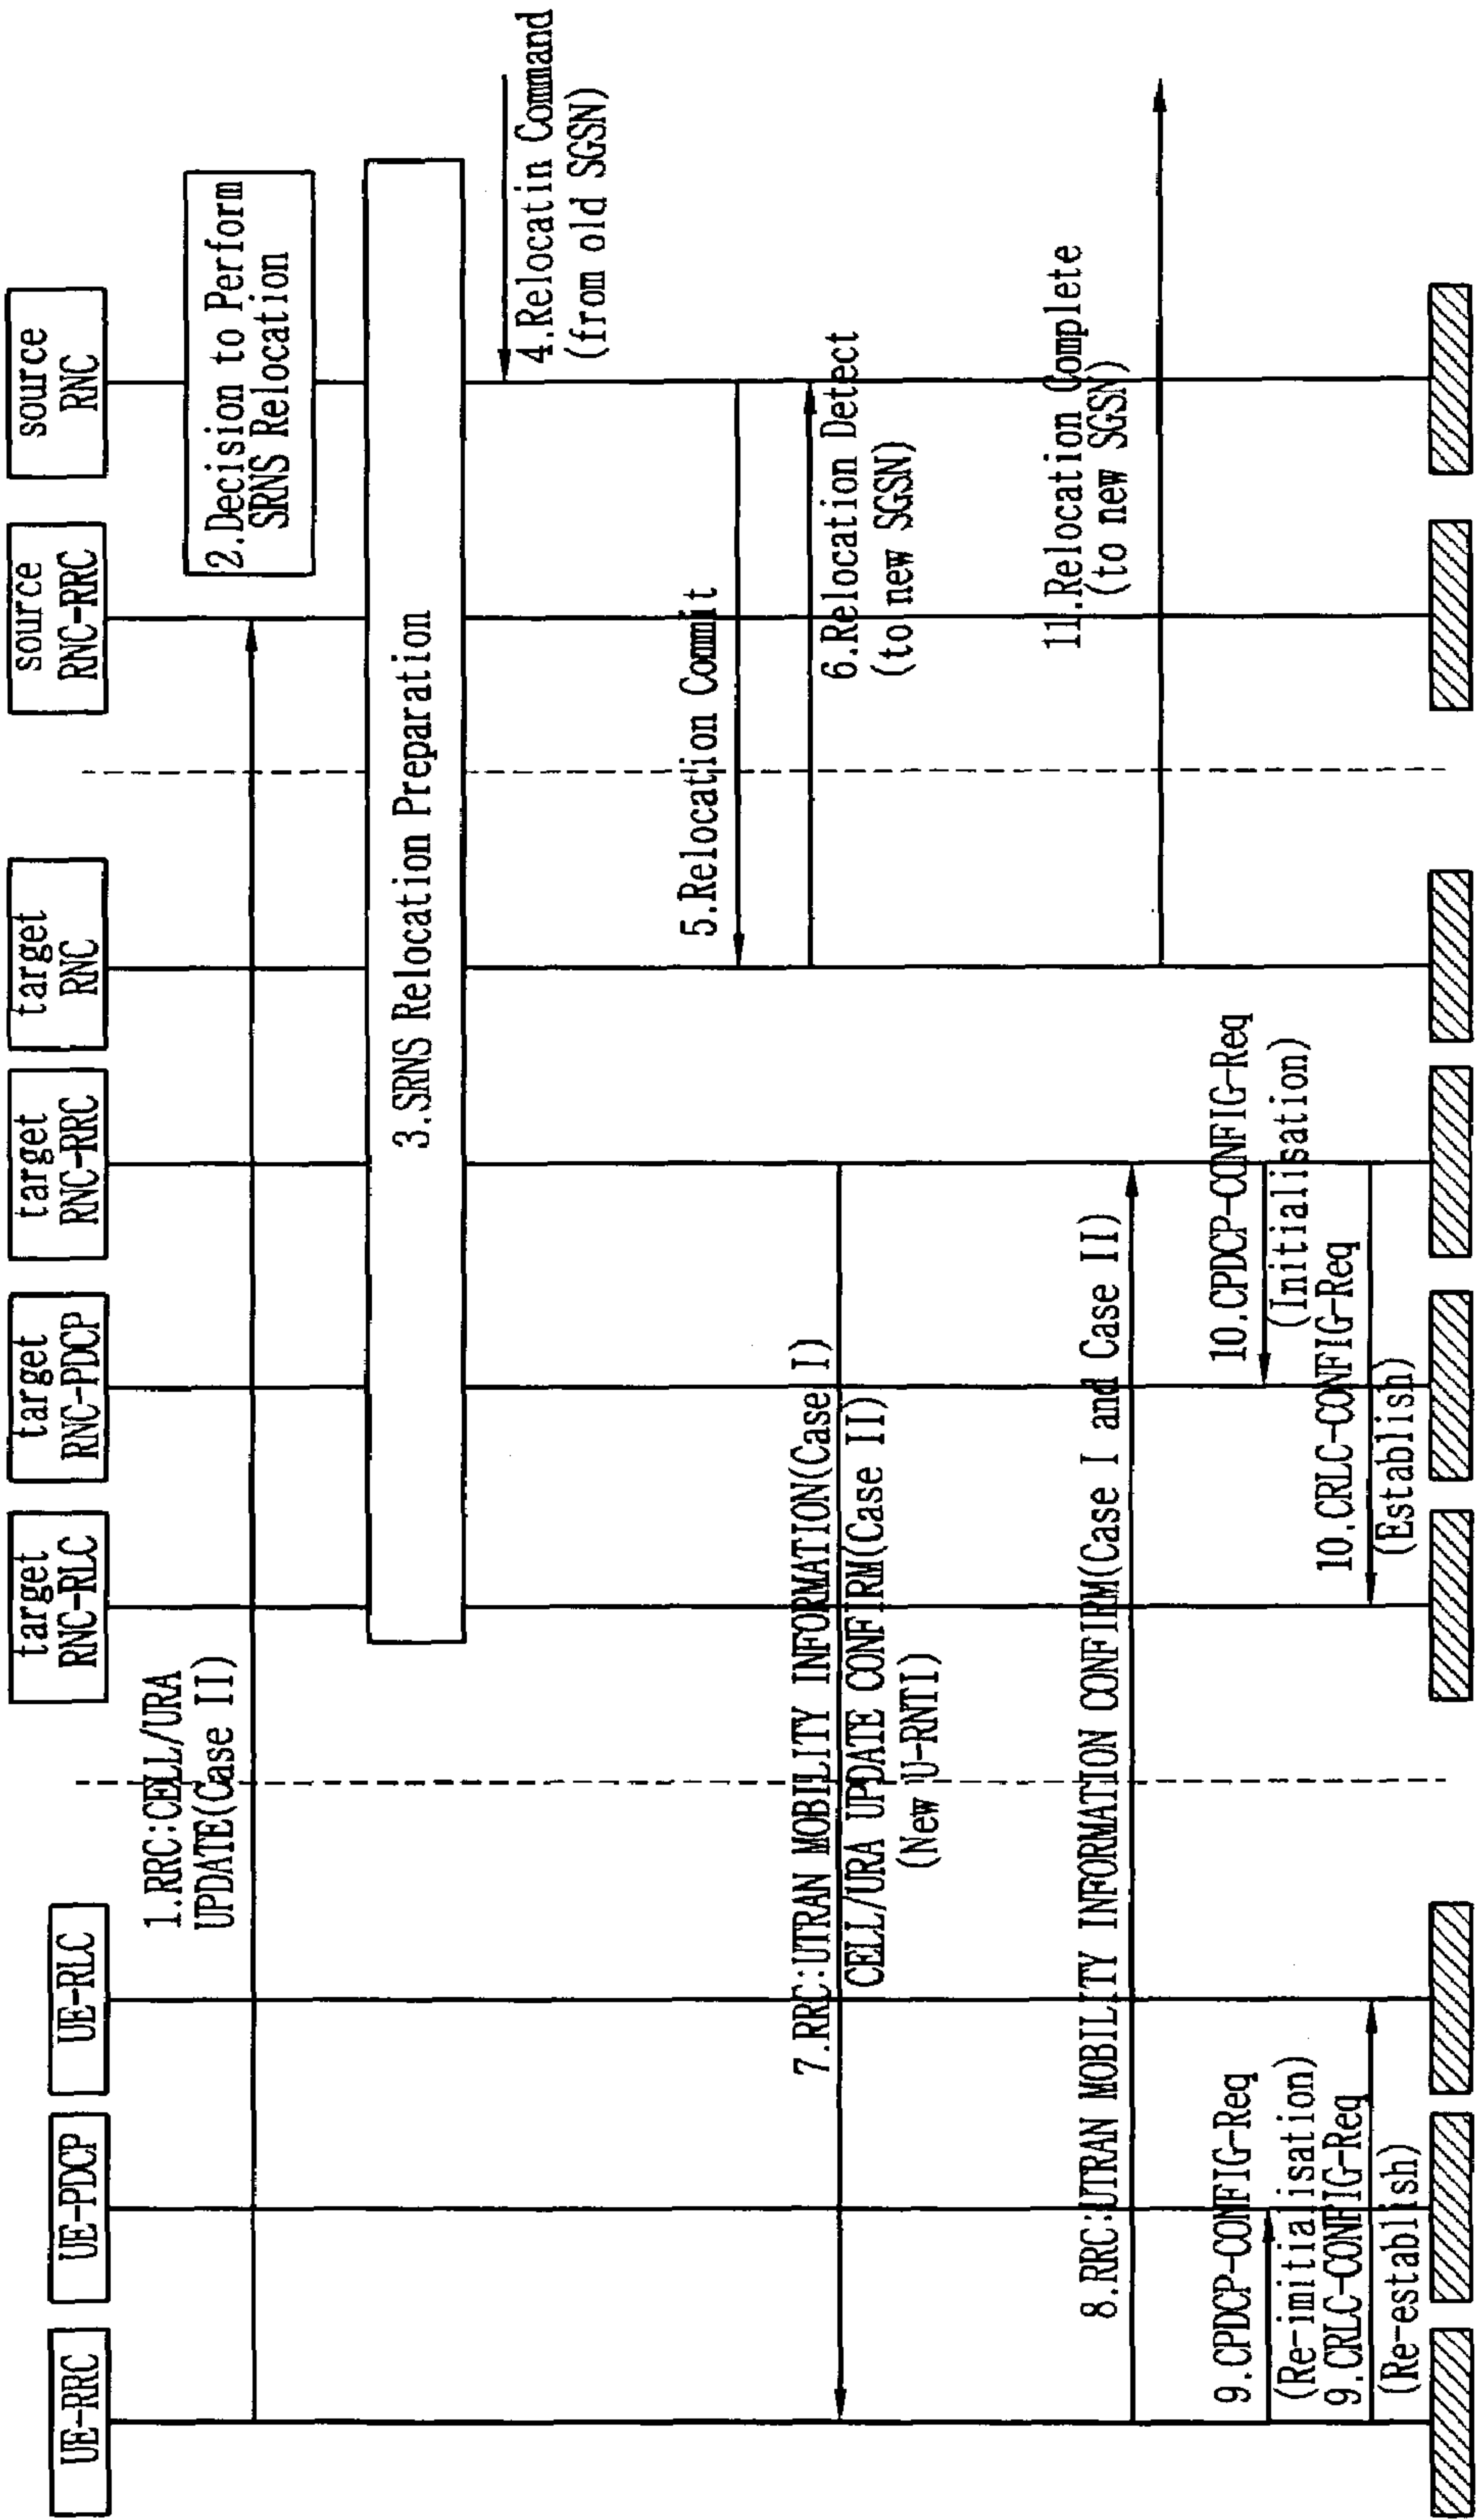 UE-RRC
UE-PDCP
UE-RLC
target
RNC-RLC
target
RNC-PDCP
target
RNC-RRC
target
RNC
source
RNC-RRC
source
RNC
1.RRC:CELL/URA
UPDATE(Case II)
2.Decision to Perform
SRNS Relocation
3.SRNS Relocation Preparation
4.Relocatin Command
(from old SGSN)
5.Relocation Commit
6.Relocation Detect
(to new SGSN)
7.RRC:UTRAN MOBILITY INFORMATION(Case I)
CELL/URA UPDATE CONFIRM(Case II)
(New U-RNTI)
8.RRC:UTRAN MOBILITY INFORMATION CONFIRM(Case I and Case II)
11.Relocation Complete
(to new SGSN)
9.CPDCP-CONFIG-Req
(Re-initialisation)
9.CRLC-CONFIG-Req
(Re-establish)
10.CPDCP-CONFIG-Req
(Initialisation)
10.CRLC-CONFIG-Req
(Establish)